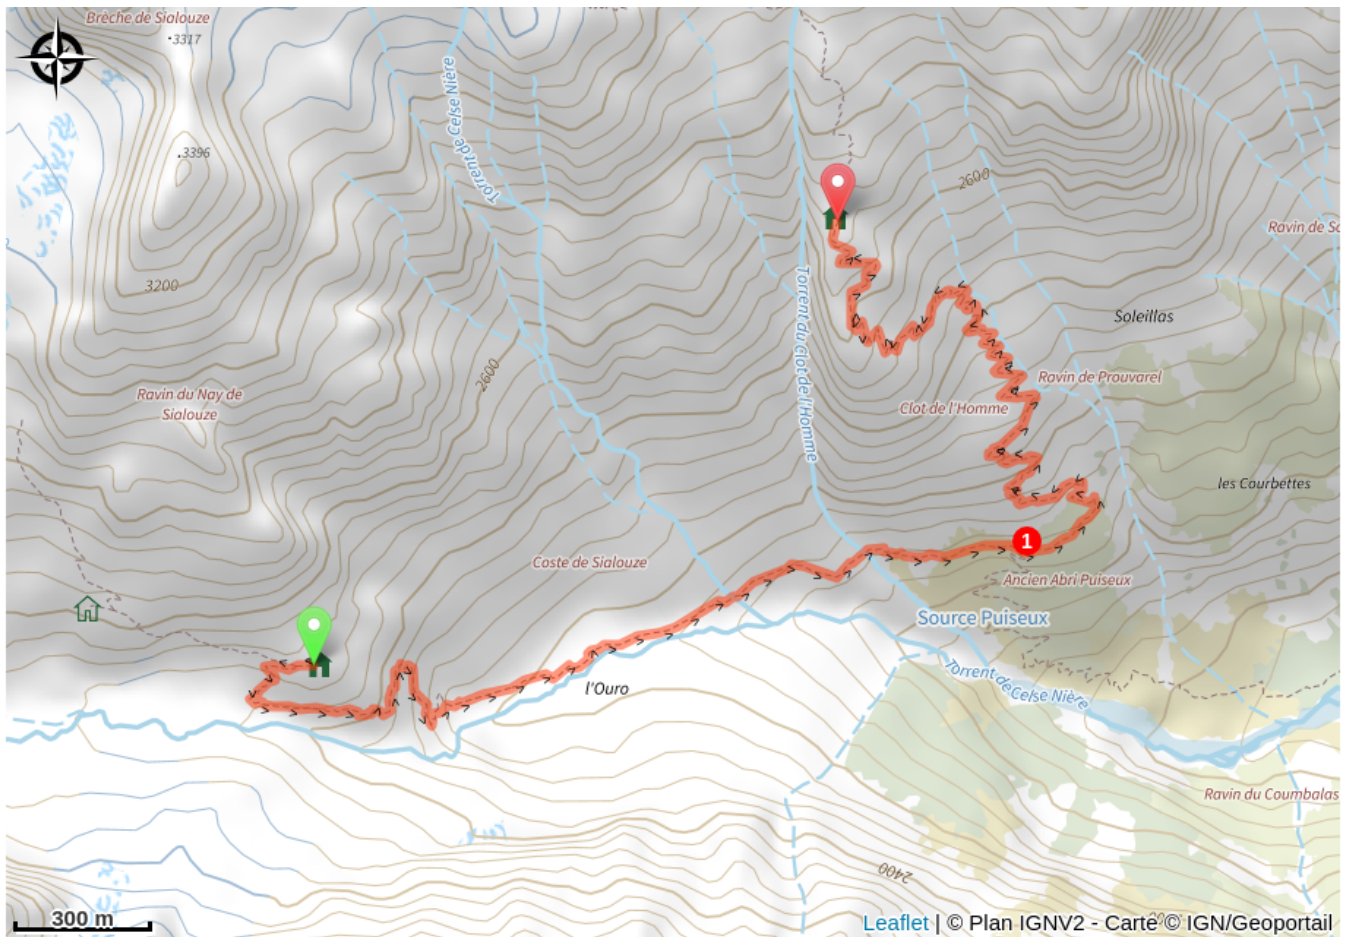 Brèche de Sialouze
3317
3396
Torrent de Celse Nière
2600
Ravin de Sc
3200
Torrent du Clot de l'Homme
Soleillas
2600
Ravin du Nay de
Sialouze
Ravin de Prouvarel
Clot de l'Homme
les Courbettes
1
Coste de Sialouze
Ancien Abri Puiseux
Source Puiseux
l'Ouro
Torrent de Celse Nière
Ravin du Coumbalas
2400
300 m
Leaflet | © Plan IGNV2 - Carte © IGN/Geoportail